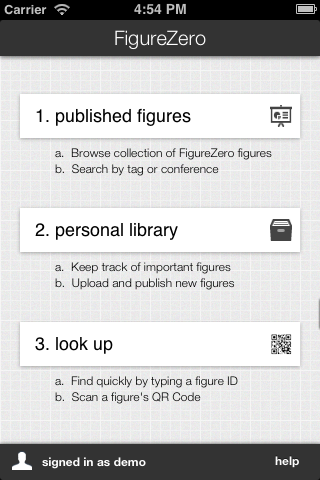 Carrier 4:54 PM
FigureZero
1. published figures
a. Browse collection of FigureZero figures
b. Search by tag or conference
2. personal library
a. Keep track of important figures
b. Upload and publish new figures
3. look up
a. Find quickly by typing a figure ID
b. Scan a figure's QR Code
signed in as demo help